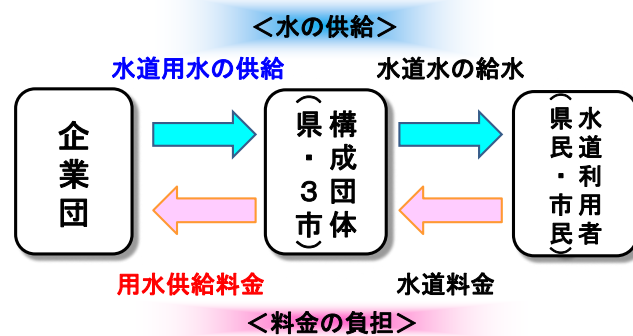 ＜水の供給＞
水道用水の供給
水道水の給水
企業団
構成団体
（県・３市）
水道利用者
（県民・市民）
用水供給料金
水道料金
＜料金の負担＞